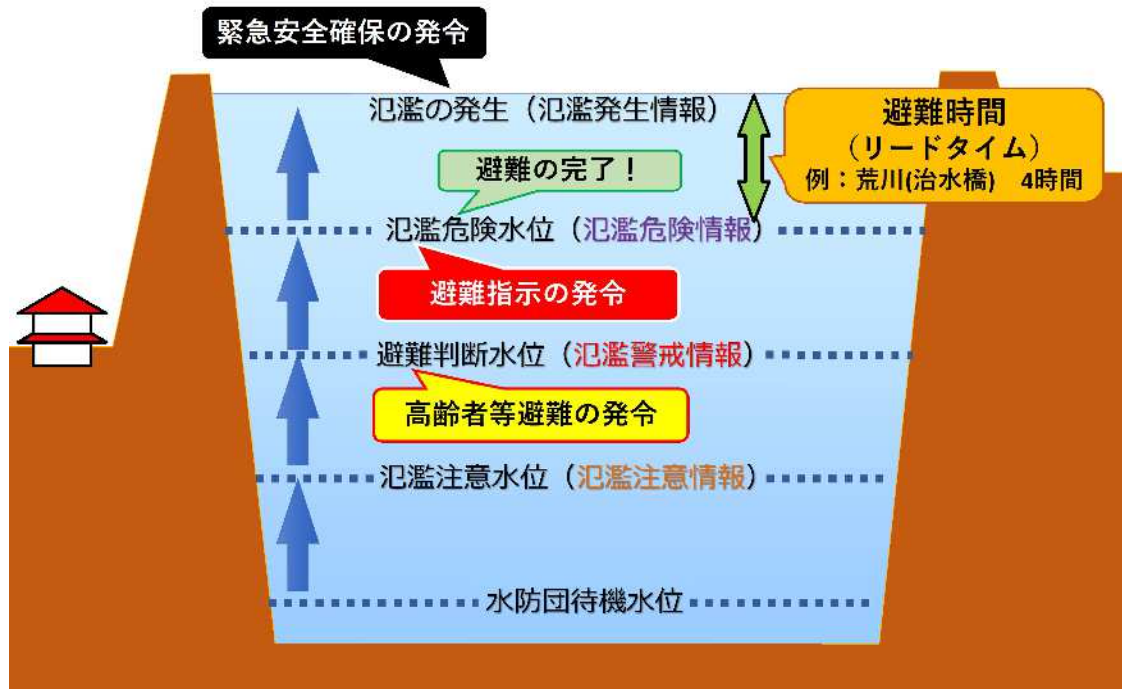 緊急安全確保の発令
氾濫の発生（氾濫発生情報）
避難時間
（リードタイム）
例：荒川(治水橋)　4時間
避難の完了！
氾濫危険水位（氾濫危険情報）
避難指示の発令
避難判断水位（氾濫警戒情報）
高齢者等避難の発令
氾濫注意水位（氾濫注意情報）
水防団待機水位